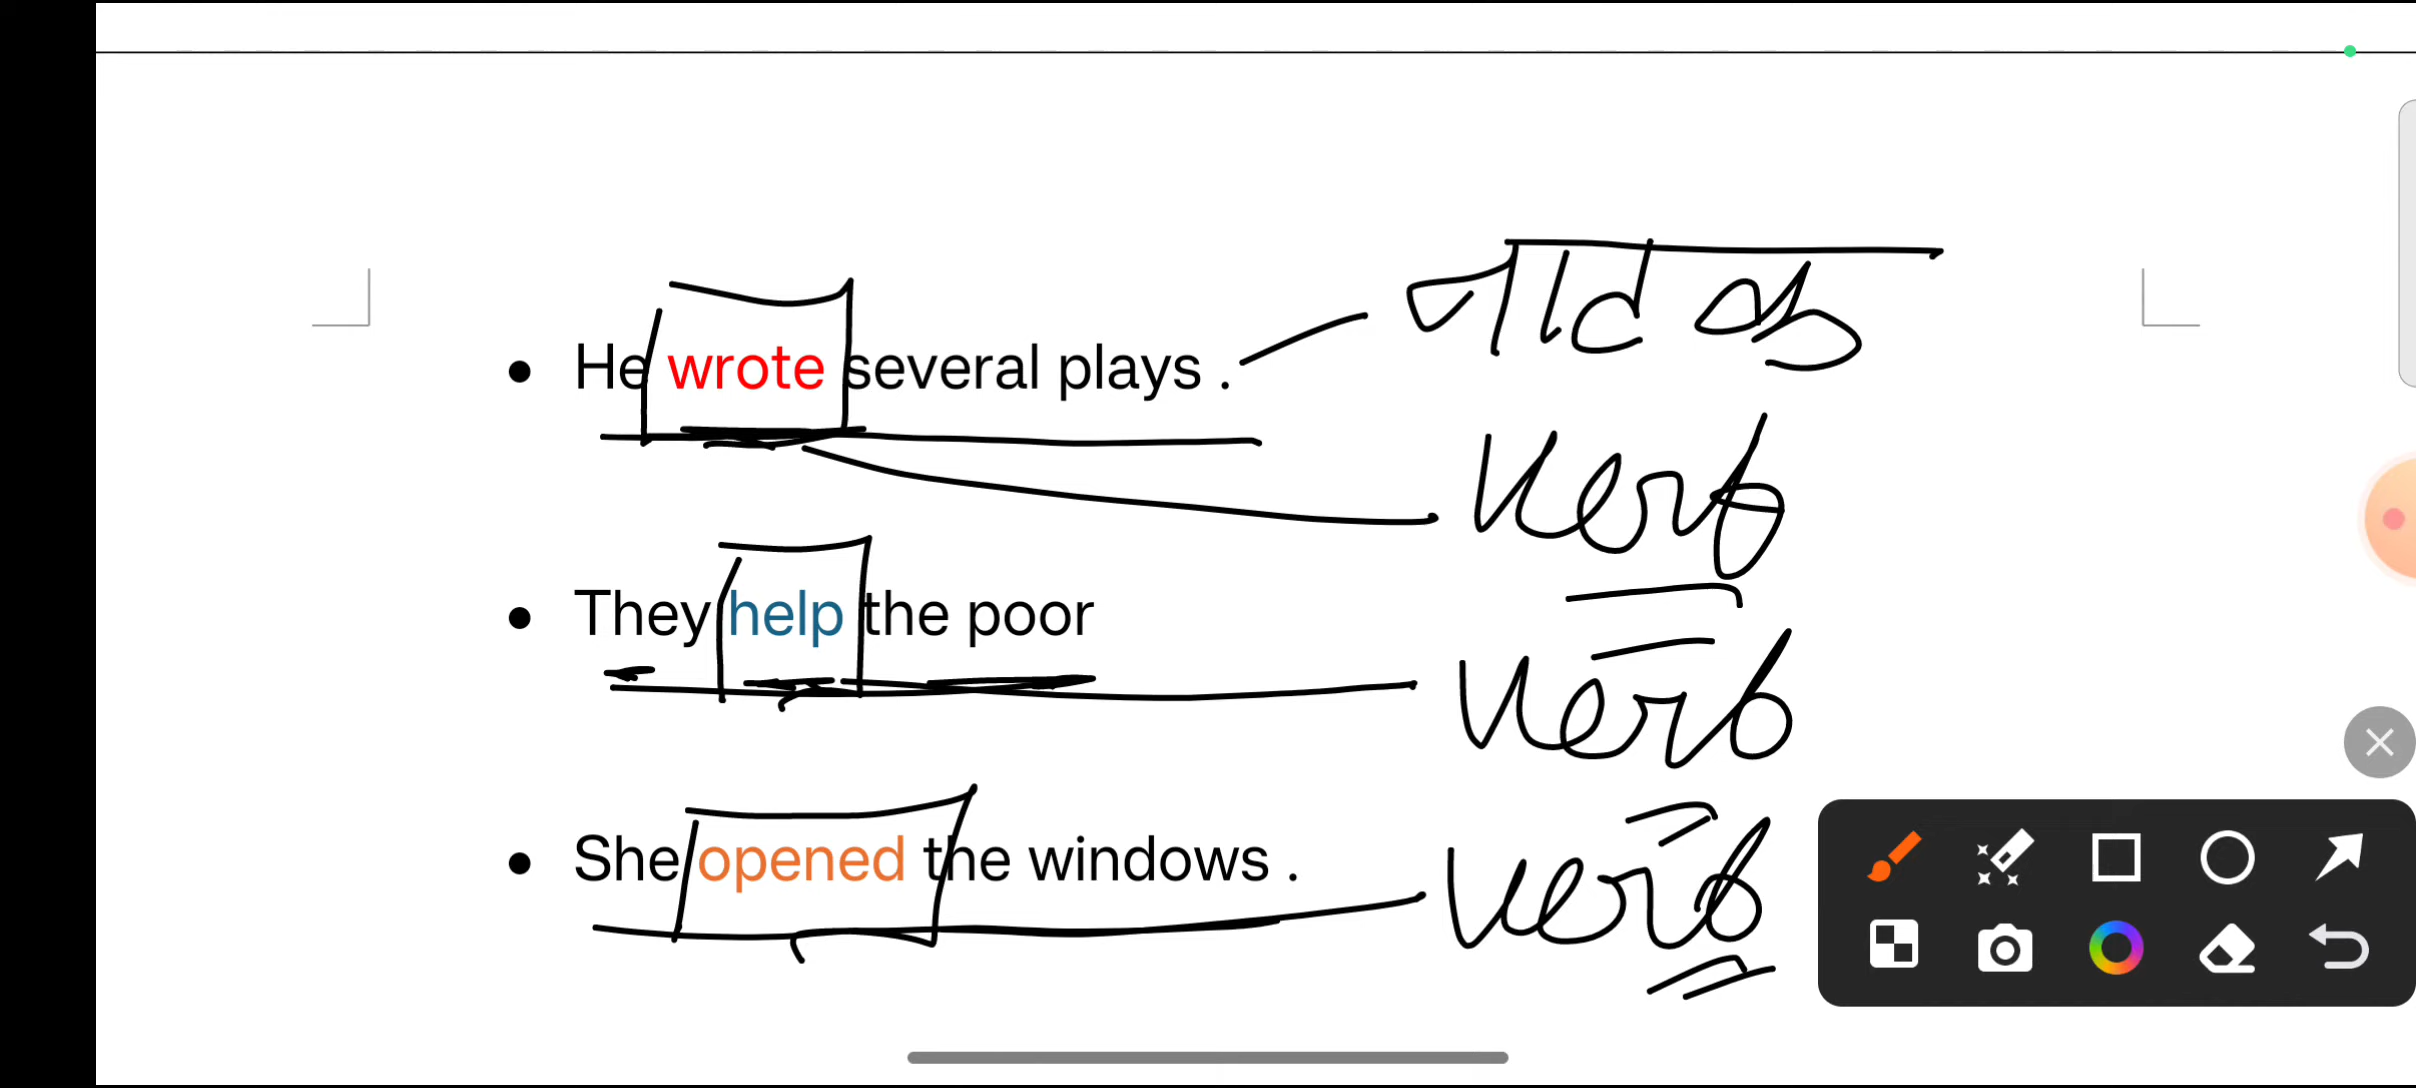 • He wrote several plays .
verb
• They help the poor
verb
• She opened the windows .
verb